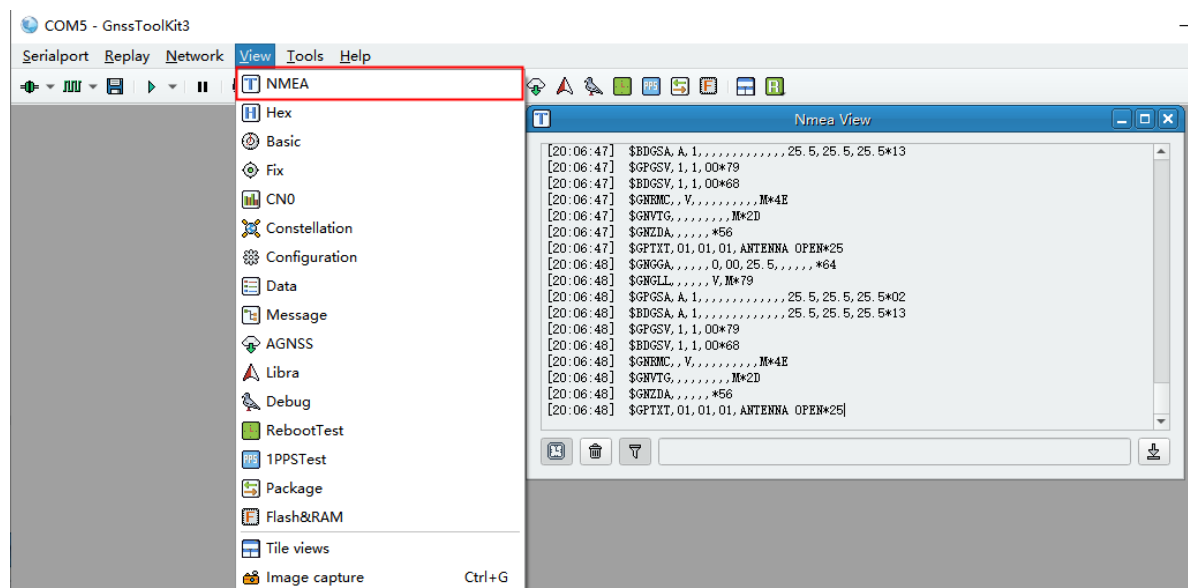 COM5 - GnssToolKit3
Serialport Replay Network View Tools Help
NMEA
Hex
Basic
Fix
CN0
Constellation
Configuration
Data
Message
AGNSS
Libra
Debug
RebootTest
1PPSTest
Package
Flash&RAM
Tile views
Image capture Ctrl+G
PPS F R
Nmea View
[20:06:47] $BDGSA,A,1,,,,,,,,,,,,,25.5,25.5,25.5*13
[20:06:47] $GPGSV,1,1,00*79
[20:06:47] $BDGSV,1,1,00*68
[20:06:47] $GNRMC,,V,,,,,,,,,,M*4E
[20:06:47] $GNVTG,,,,,,,,,M*2D
[20:06:47] $GNZDA,,,,,,*56
[20:06:47] $GPTXT,01,01,01,ANTENNA OPEN*25
[20:06:48] $GNGGA,,,,,,0,00,25.5,,,,,,*64
[20:06:48] $GNGLL,,,,,,V,M*79
[20:06:48] $GPGSA,A,1,,,,,,,,,,,,,25.5,25.5,25.5*02
[20:06:48] $BDGSA,A,1,,,,,,,,,,,,,25.5,25.5,25.5*13
[20:06:48] $GPGSV,1,1,00*79
[20:06:48] $BDGSV,1,1,00*68
[20:06:48] $GNRMC,,V,,,,,,,,,,M*4E
[20:06:48] $GNVTG,,,,,,,,,M*2D
[20:06:48] $GNZDA,,,,,,*56
[20:06:48] $GPTXT,01,01,01,ANTENNA OPEN*25